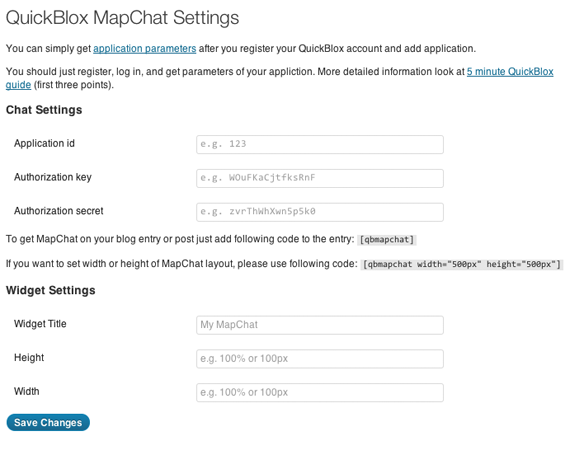 QuickBlox MapChat Settings
You can simply get application parameters after you register your QuickBlox account and add application.
You should just register, log in, and get parameters of your appliction. More detailed information look at 5 minute QuickBlox
guide (first three points).
Chat Settings
Application id
e.g. 123
Authorization key
e.g. WOuFKaCjtfksRnF
Authorization secret
e.g. zvrThWhXwn5p5k0
To get MapChat on your blog entry or post just add following code to the entry: [qbmapchat]
If you want to set width or height of MapChat layout, please use following code: [qbmapchat width="500px" height="500px"]
Widget Settings
Widget Title
My MapChat
Height
e.g. 100% or 100px
Width
e.g. 100% or 100px
Save Changes